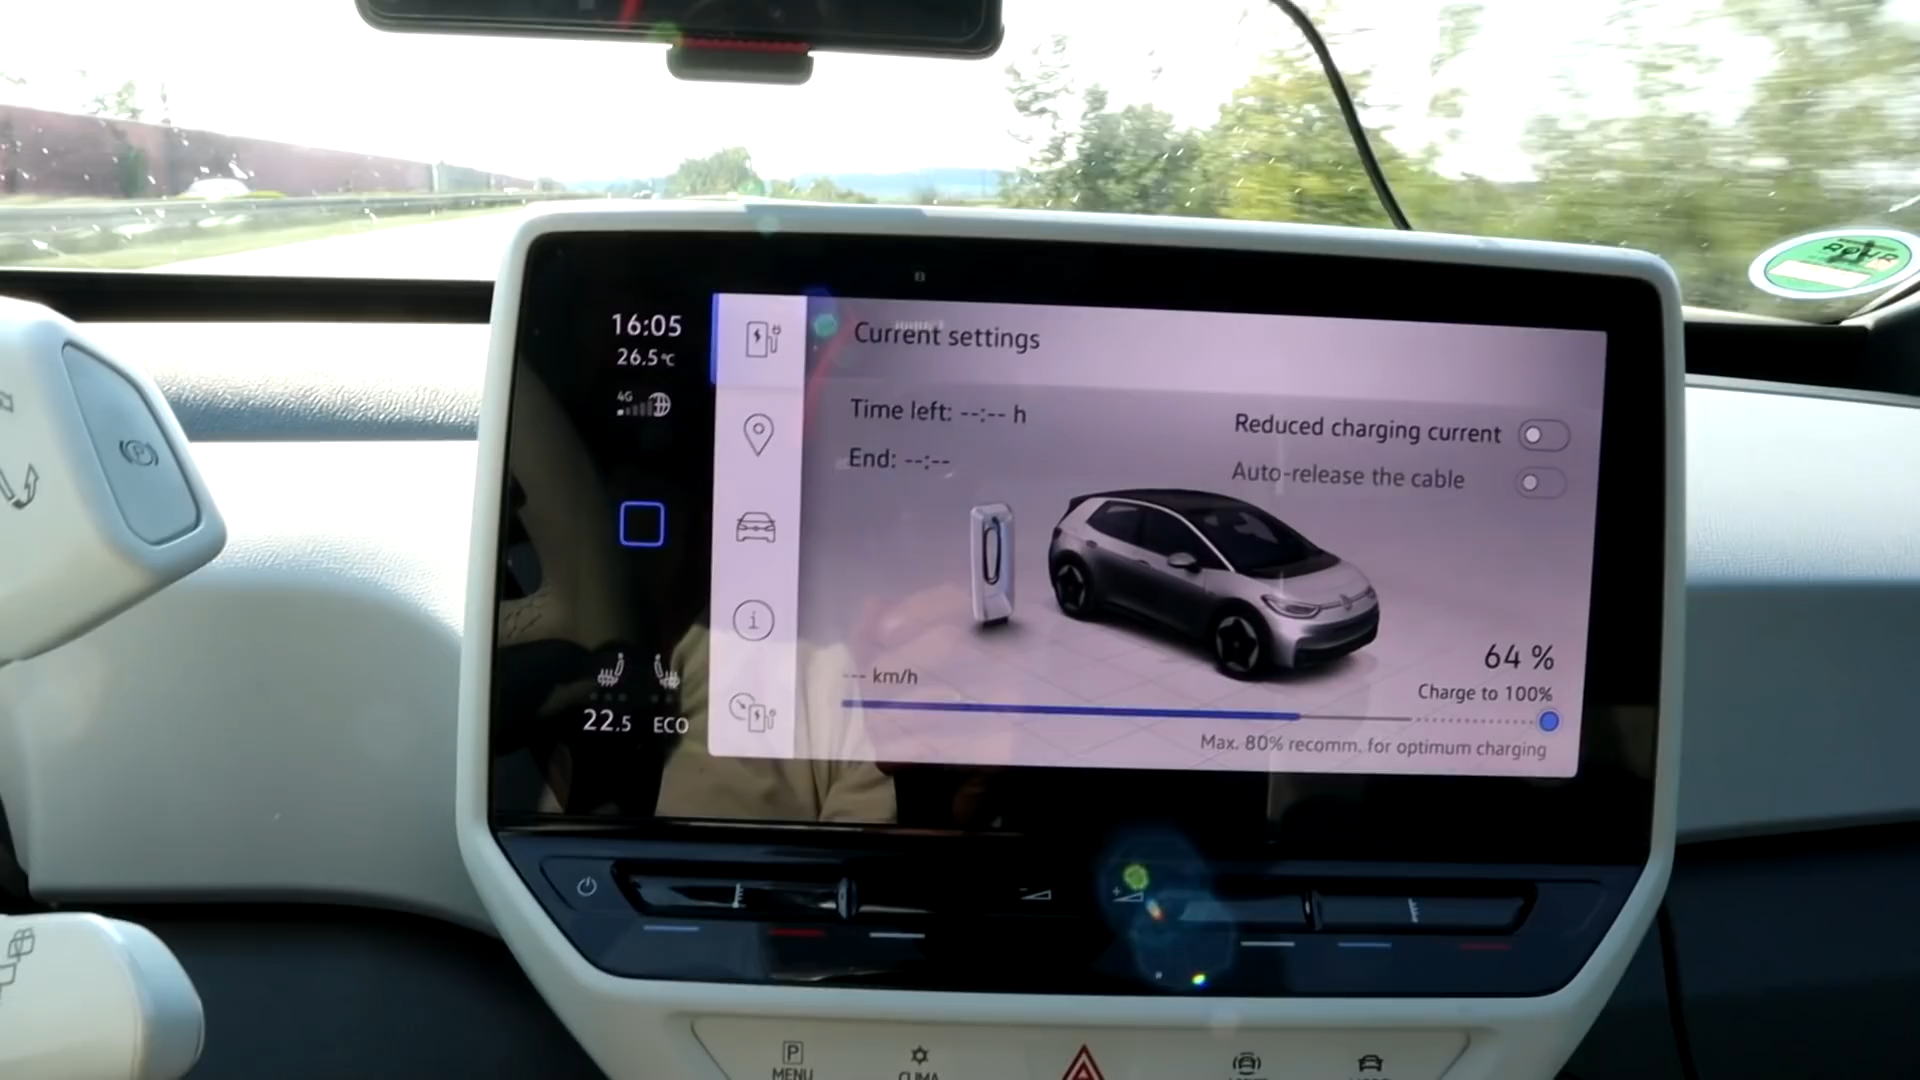 16:05
26.5°C
4G
Current settings
Time left: --:-- h
End: --:--
Reduced charging current
Auto-release the cable
64 %
--- km/h
Charge to 100%
Max. 80% recomm. for optimum charging
22.5 ECO
P
MENU
CLIMA